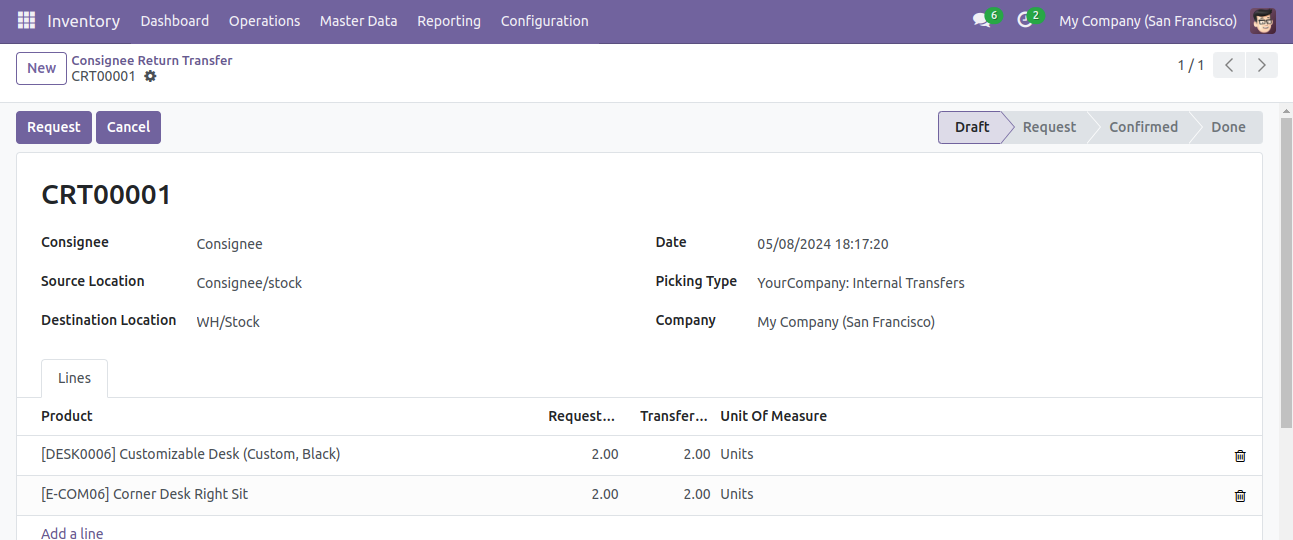 Inventory Dashboard Operations Master Data Reporting Configuration 6 2 My Company (San Francisco)
New Consignee Return Transfer 1 / 1
CRT00001
Request Cancel Draft Request Confirmed Done
CRT00001
Consignee Consignee Date 05/08/2024 18:17:20
Source Location Consignee/stock Picking Type YourCompany: Internal Transfers
Destination Location WH/Stock Company My Company (San Francisco)
Lines
Product Request... Transfer... Unit Of Measure
[DESK0006] Customizable Desk (Custom, Black) 2.00 2.00 Units
[E-COM06] Corner Desk Right Sit 2.00 2.00 Units
Add a line